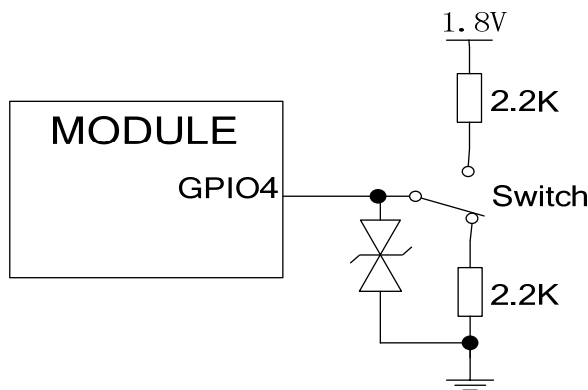 1.8V
2.2K
MODULE
GPIO4
Switch
2.2K